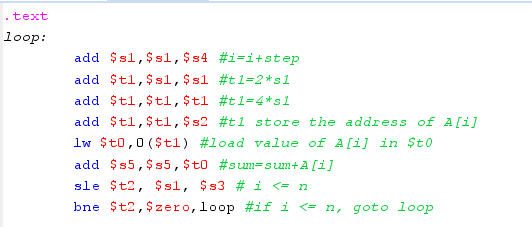 .text
loop:
add $s1,$s1,$s4 #i=i+step
add $t1,$s1,$s1 #t1=2*s1
add $t1,$t1,$t1 #t1=4*s1
add $t1,$t1,$s2 #t1 store the address of A[i]
lw $t0,0($t1) #load value of A[i] in $t0
add $s5,$s5,$t0 #sum=sum+A[i]
sle $t2, $s1, $s3 # i <= n
bne $t2,$zero,loop #if i <= n, goto loop